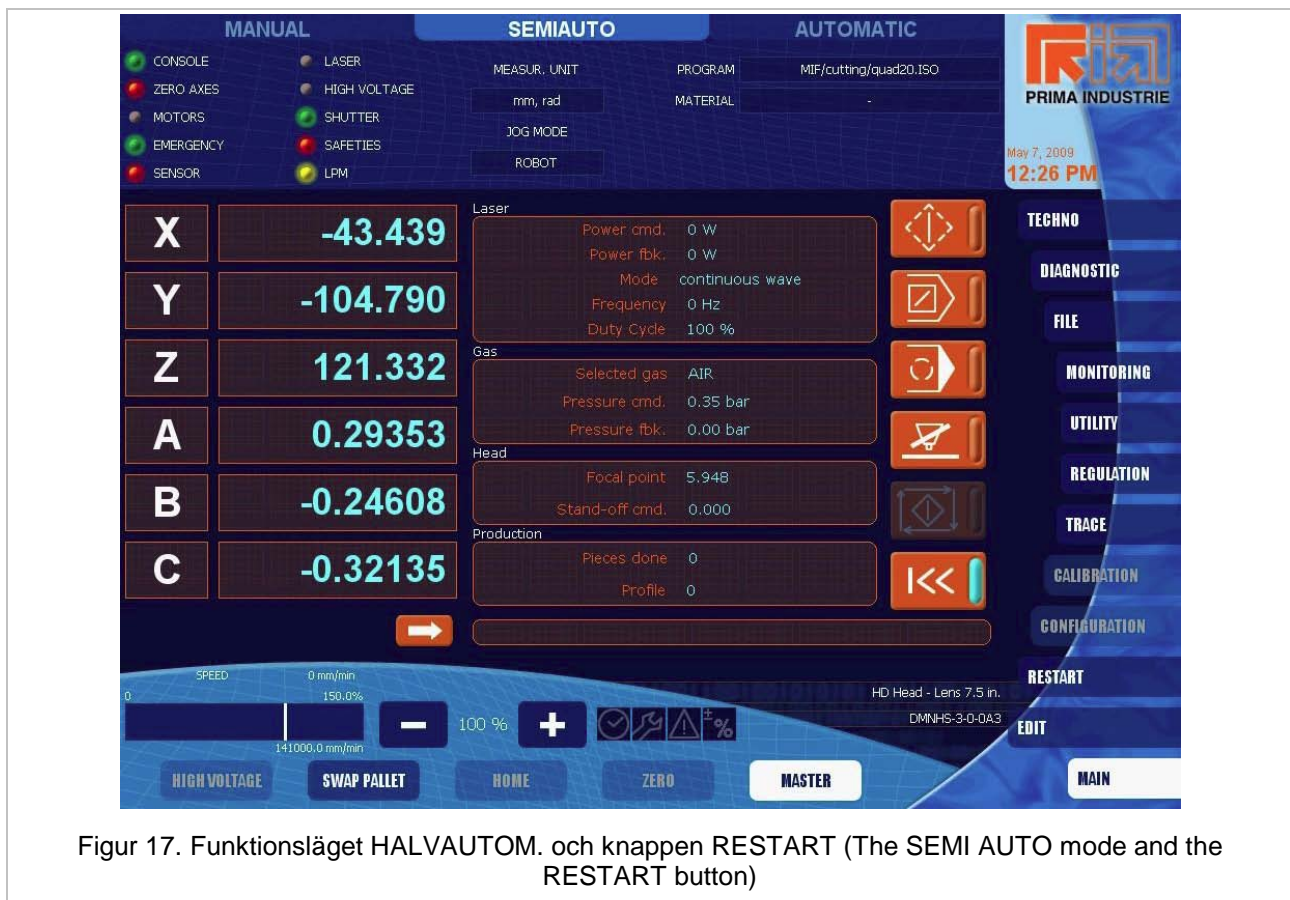 MANUAL SEMIAUTO AUTOMATIC
CONSOLE LASER
ZERO AXES HIGH VOLTAGE
MOTORS SHUTTER
EMERGENCY SAFETIES
SENSOR LPM
MEASUR. UNIT PROGRAM MIF/cutting/quad20.ISO
mm, rad MATERIAL -
JOG MODE
ROBOT
PRIMA INDUSTRIE
May 7, 2009
12:26 PM
X -43.439
Y -104.790
Z 121.332
A 0.29353
B -0.24608
C -0.32135
Laser
Power cmd. 0 W
Power fbk. 0 W
Mode continuous wave
Frequency 0 Hz
Duty Cycle 100 %
Gas
Selected gas AIR
Pressure cmd. 0.35 bar
Pressure fbk. 0.00 bar
Head
Focal point 5.948
Stand-off cmd. 0.000
Production
Pieces done 0
Profile 0
I<<
TECHNO
DIAGNOSTIC
FILE
MONITORING
UTILITY
REGULATION
TRACE
CALIBRATION
CONFIGURATION
RESTART
EDIT
MAIN
SPEED 0 mm/min
0 150.0%
100 %
141000.0 mm/min
±%
HD Head - Lens 7.5 in.
DMNHS-3-0-0A3
HIGH VOLTAGE SWAP PALLET HOME ZERO MASTER
Figur 17. Funktionsläget HALVAUTOM. och knappen RESTART (The SEMI AUTO mode and the
RESTART button)